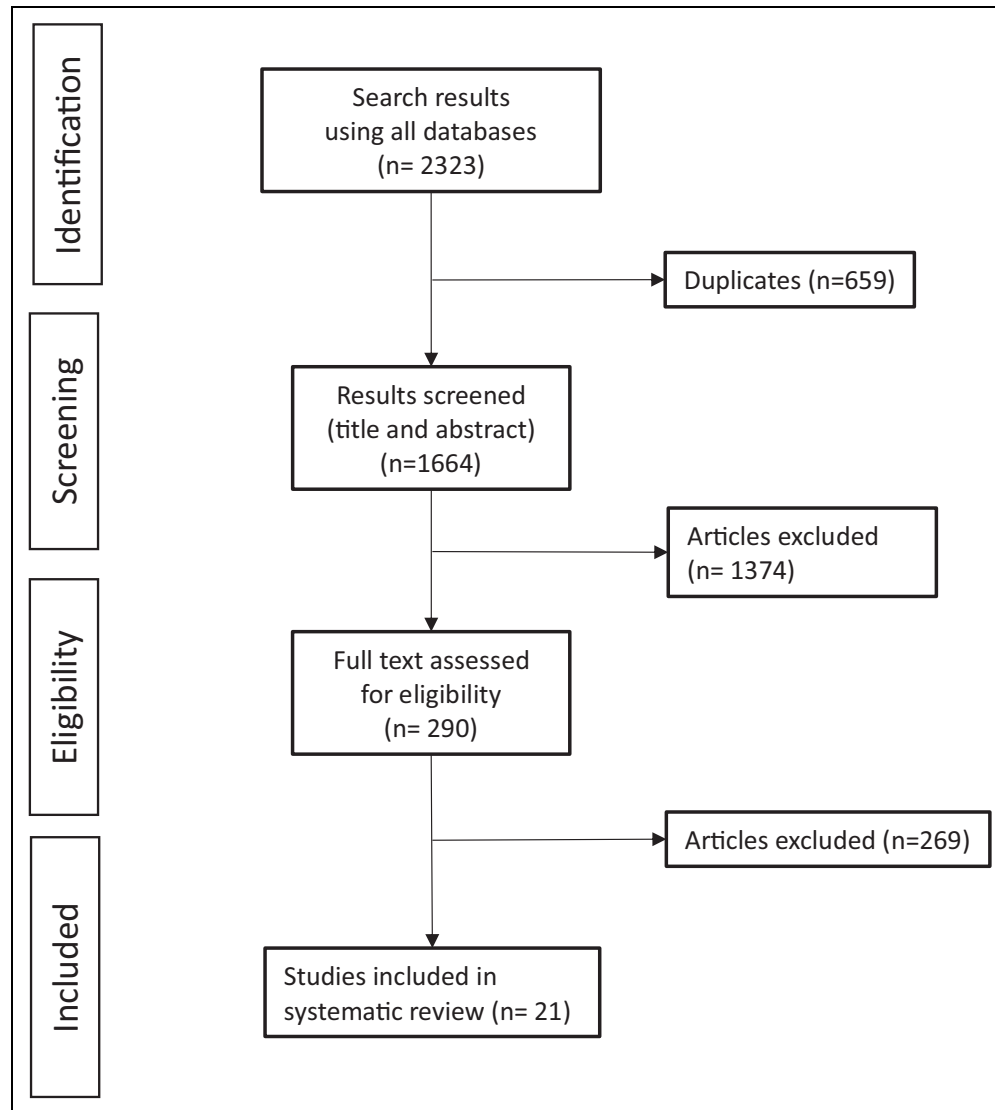 Identification
Search results
using all databases
(n= 2323)
Duplicates (n=659)
Screening
Results screened
(title and abstract)
(n=1664)
Articles excluded
(n= 1374)
Eligibility
Full text assessed
for eligibility
(n= 290)
Articles excluded (n=269)
Included
Studies included in
systematic review (n= 21)